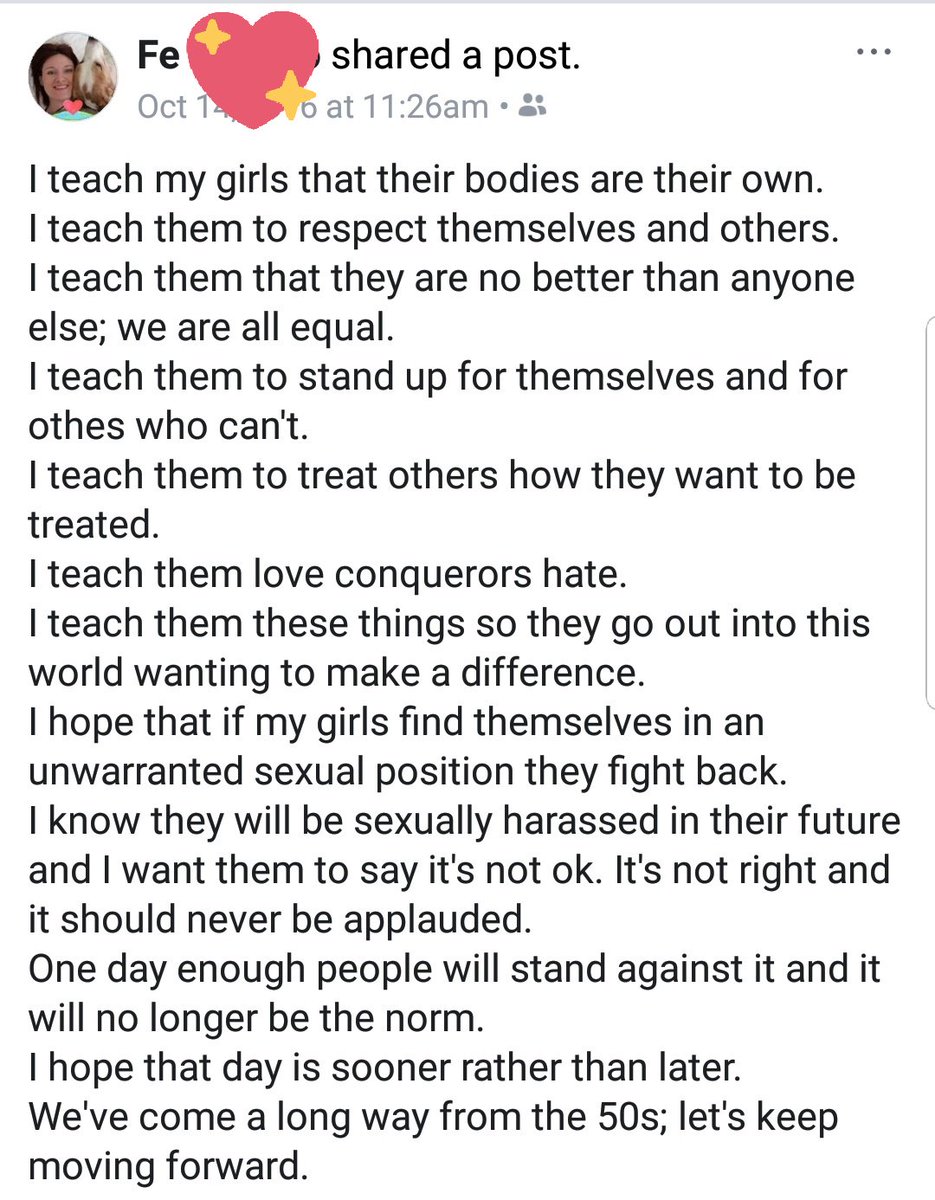 Fe shared a post.
Oct 14, 6 at 11:26am •
I teach my girls that their bodies are their own.
I teach them to respect themselves and others.
I teach them that they are no better than anyone
else; we are all equal.
I teach them to stand up for themselves and for
othes who can't.
I teach them to treat others how they want to be
treated.
I teach them love conquerors hate.
I teach them these things so they go out into this
world wanting to make a difference.
I hope that if my girls find themselves in an
unwarranted sexual position they fight back.
I know they will be sexually harassed in their future
and I want them to say it's not ok. It's not right and
it should never be applauded.
One day enough people will stand against it and it
will no longer be the norm.
I hope that day is sooner rather than later.
We've come a long way from the 50s; let's keep
moving forward.